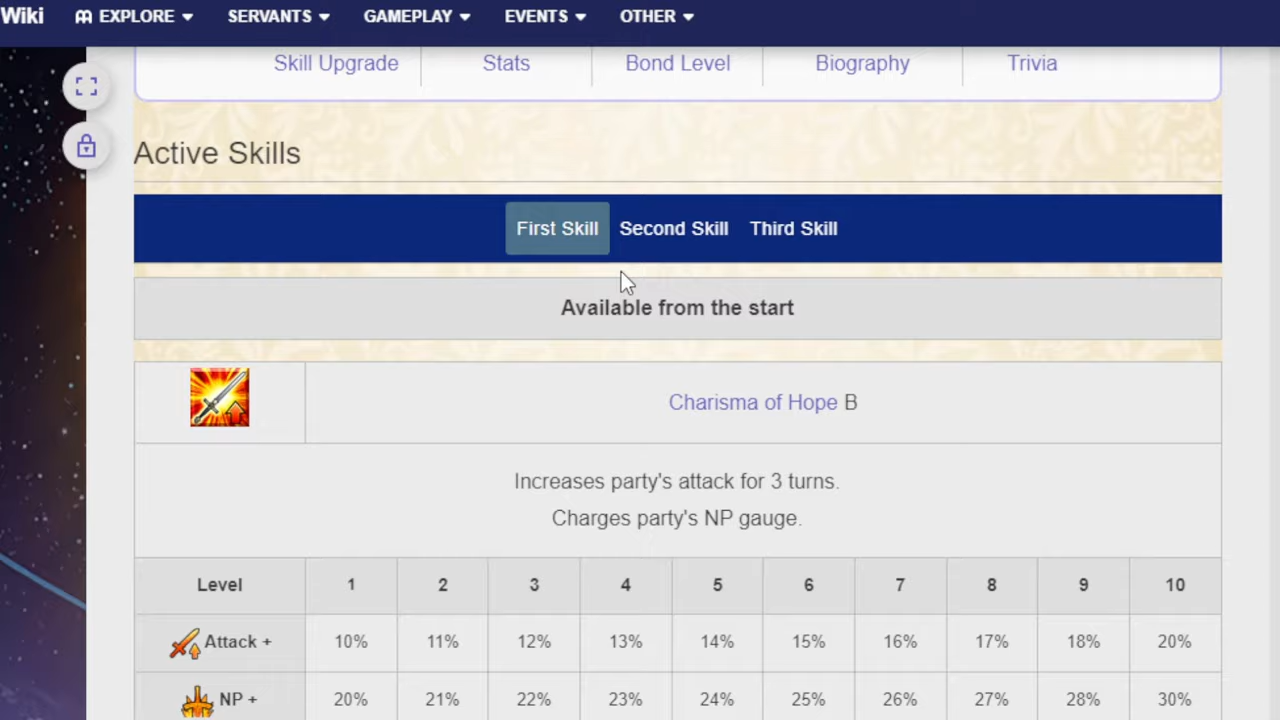 Wiki EXPLORE SERVANTS GAMEPLAY EVENTS OTHER
Skill Upgrade Stats Bond Level Biography Trivia
Active Skills
First Skill Second Skill Third Skill
Available from the start
Charisma of Hope B
Increases party's attack for 3 turns.
Charges party's NP gauge.
Level 1 2 3 4 5 6 7 8 9 10
Attack + 10% 11% 12% 13% 14% 15% 16% 17% 18% 20%
NP + 20% 21% 22% 23% 24% 25% 26% 27% 28% 30%